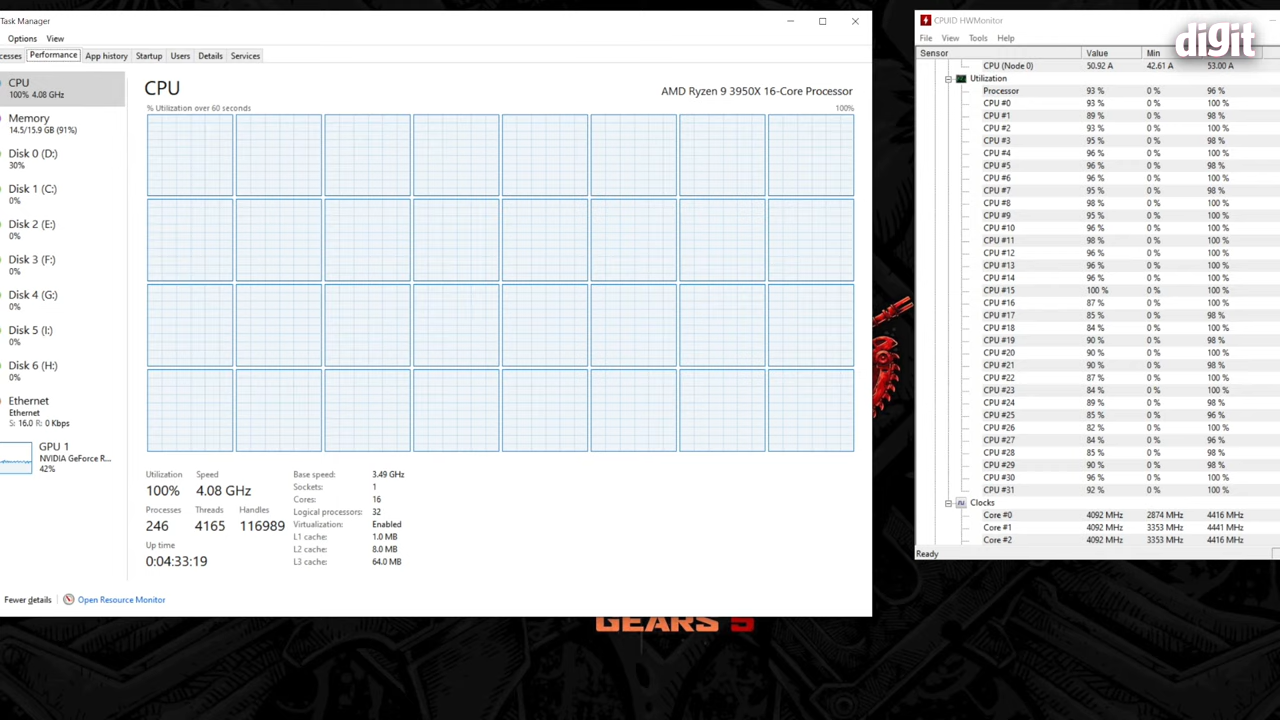 Task Manager
Options View
cesses Performance App history Startup Users Details Services
CPU
100% 4.08 GHz
Memory
14.5/15.9 GB (91%)
Disk 0 (D:)
30%
Disk 1 (C:)
0%
Disk 2 (E:)
0%
Disk 3 (F:)
0%
Disk 4 (G:)
0%
Disk 5 (I:)
0%
Disk 6 (H:)
0%
Ethernet
Ethernet
S: 16.0 R: 0 Kbps
GPU 1
NVIDIA GeForce R...
42%
CPU
AMD Ryzen 9 3950X 16-Core Processor
% Utilization over 60 seconds 100%
Utilization Speed
100% 4.08 GHz
Processes Threads Handles
246 4165 116989
Up time
0:04:33:19
Base speed: 3.49 GHz
Sockets: 1
Cores: 16
Logical processors: 32
Virtualization: Enabled
L1 cache: 1.0 MB
L2 cache: 8.0 MB
L3 cache: 64.0 MB
Fewer details Open Resource Monitor
GEARS 5
CPUID HWMonitor
digit
File View Tools Help
Sensor Value Min
CPU (Node 0) 50.92 A 42.61 A 53.00 A
Utilization
Processor 93 % 0 % 96 %
CPU #0 93 % 0 % 100 %
CPU #1 89 % 0 % 98 %
CPU #2 93 % 0 % 100 %
CPU #3 95 % 0 % 98 %
CPU #4 96 % 0 % 100 %
CPU #5 96 % 0 % 98 %
CPU #6 96 % 0 % 100 %
CPU #7 95 % 0 % 98 %
CPU #8 98 % 0 % 100 %
CPU #9 95 % 0 % 98 %
CPU #10 96 % 0 % 100 %
CPU #11 98 % 0 % 100 %
CPU #12 96 % 0 % 100 %
CPU #13 96 % 0 % 100 %
CPU #14 96 % 0 % 100 %
CPU #15 100 % 0 % 100 %
CPU #16 87 % 0 % 100 %
CPU #17 85 % 0 % 98 %
CPU #18 84 % 0 % 100 %
CPU #19 90 % 0 % 98 %
CPU #20 90 % 0 % 100 %
CPU #21 90 % 0 % 98 %
CPU #22 87 % 0 % 100 %
CPU #23 84 % 0 % 100 %
CPU #24 89 % 0 % 98 %
CPU #25 85 % 0 % 96 %
CPU #26 82 % 0 % 100 %
CPU #27 84 % 0 % 96 %
CPU #28 85 % 0 % 98 %
CPU #29 90 % 0 % 98 %
CPU #30 96 % 0 % 100 %
CPU #31 92 % 0 % 100 %
Clocks
Core #0 4092 MHz 2874 MHz 4416 MHz
Core #1 4092 MHz 3353 MHz 4441 MHz
Core #2 4092 MHz 3353 MHz 4416 MHz
Ready